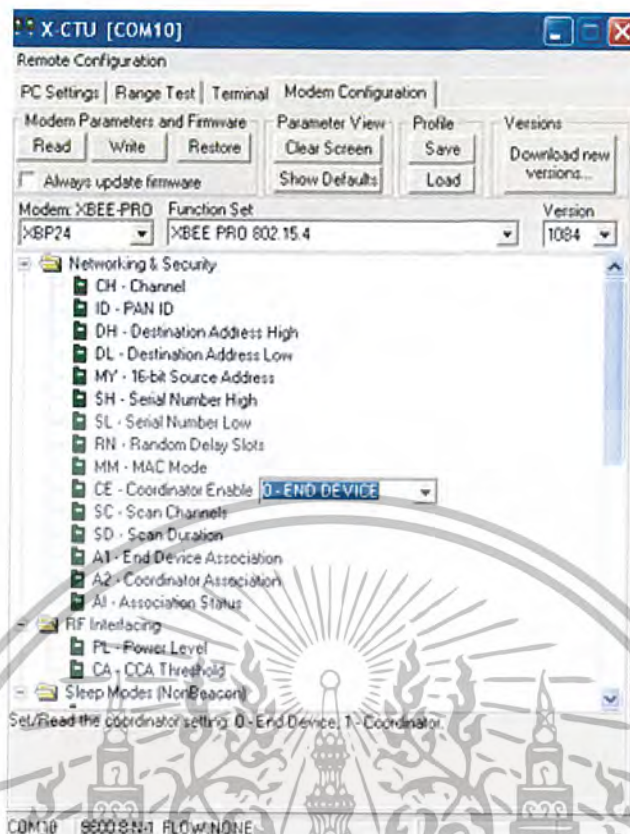 X-CTU [COM10]
Remote Configuration
PC Settings Range Test Terminal Modem Configuration
Modem Parameters and Firmware Parameter View Profile Versions
Read Write Restore Clear Screen Save Download new versions...
Always update firmware Show Defaults Load
Modem: XBEE-PRO Function Set Version
XBP24 XBEE PRO 802.15.4 1084
Networking & Security
CH - Channel
ID - PAN ID
DH - Destination Address High
DL - Destination Address Low
MY - 16-bit Source Address
SH - Serial Number High
SL - Serial Number Low
RN - Random Delay Slots
MM - MAC Mode
CE - Coordinator Enable 0 - END DEVICE
SC - Scan Channels
SD - Scan Duration
A1 - End Device Association
A2 - Coordinator Association
AI - Association Status
RF Interfacing
PL - Power Level
CA - CCA Threshold
Sleep Modes (NonBeacon)
Set/Read the coordinator setting: 0 - End Device, 1 - Coordinator.
COM10 9600 8-N-1 FLOW:NONE